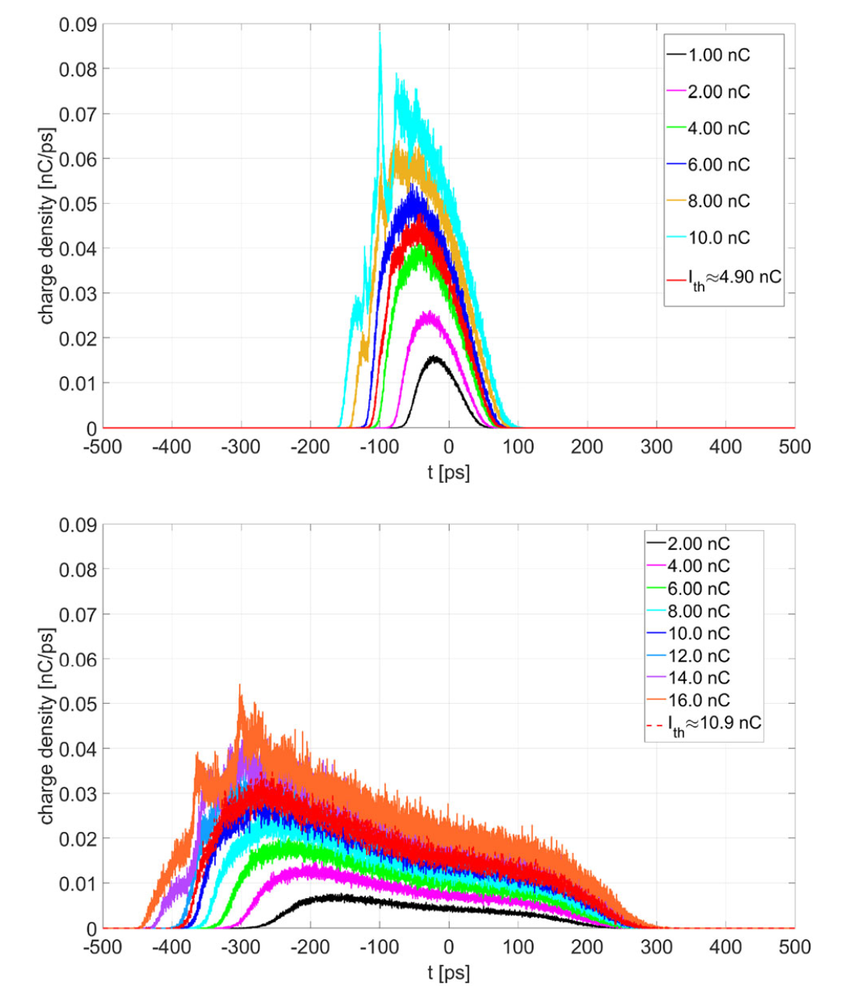 0.09
0.08
0.07
0.06
0.05
0.04
0.03
0.02
0.01
0
charge density [nC/ps]
1.00 nC
2.00 nC
4.00 nC
6.00 nC
8.00 nC
10.0 nC
I_th≈4.90 nC
-500 -400 -300 -200 -100 0 100 200 300 400 500
t [ps]
0.09
0.08
0.07
0.06
0.05
0.04
0.03
0.02
0.01
0
charge density [nC/ps]
2.00 nC
4.00 nC
6.00 nC
8.00 nC
10.0 nC
12.0 nC
14.0 nC
16.0 nC
I_th≈10.9 nC
-500 -400 -300 -200 -100 0 100 200 300 400 500
t [ps]